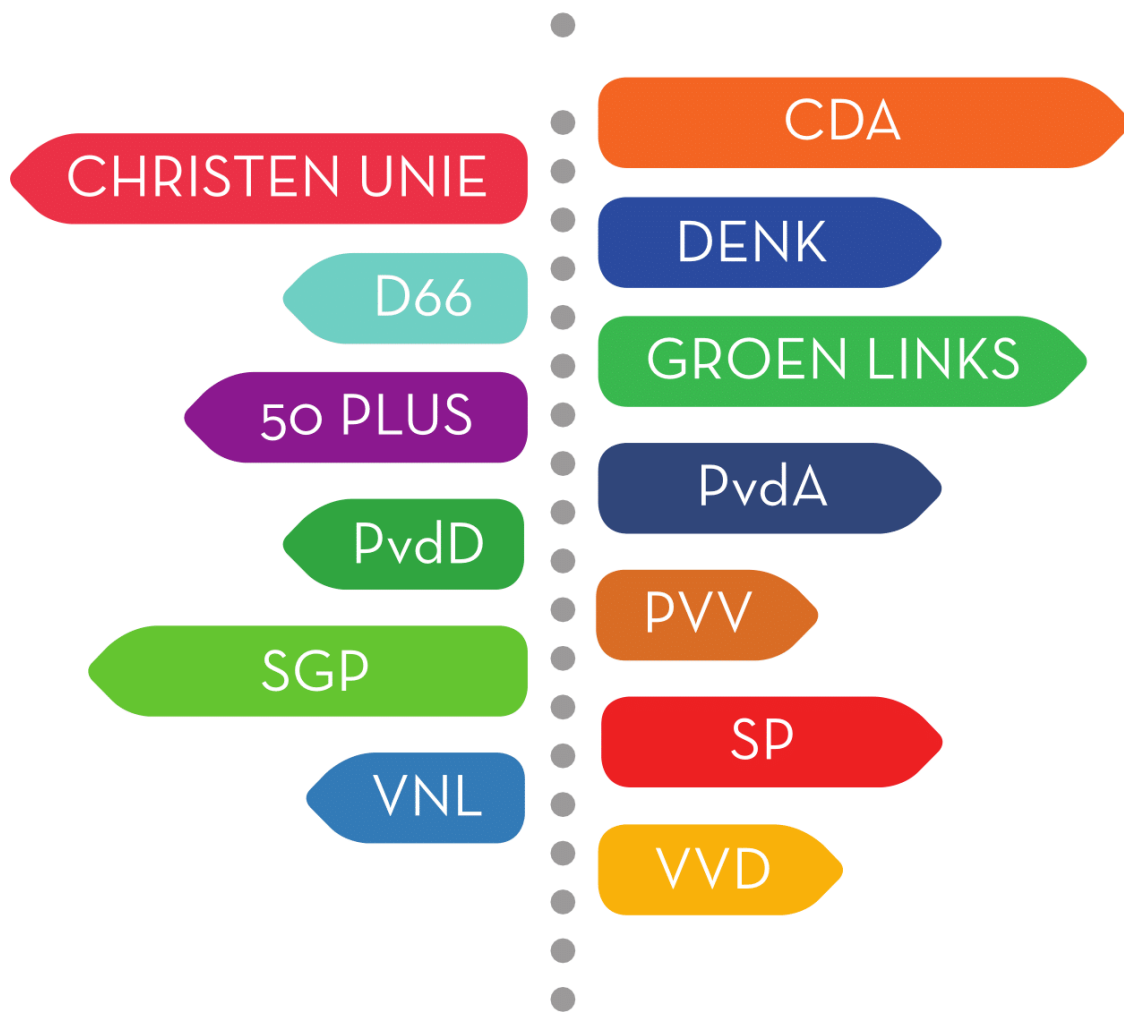 CDA
CHRISTEN UNIE
DENK
D66
GROEN LINKS
50 PLUS
PvdA
PvdD
PVV
SGP
SP
VNL
VVD